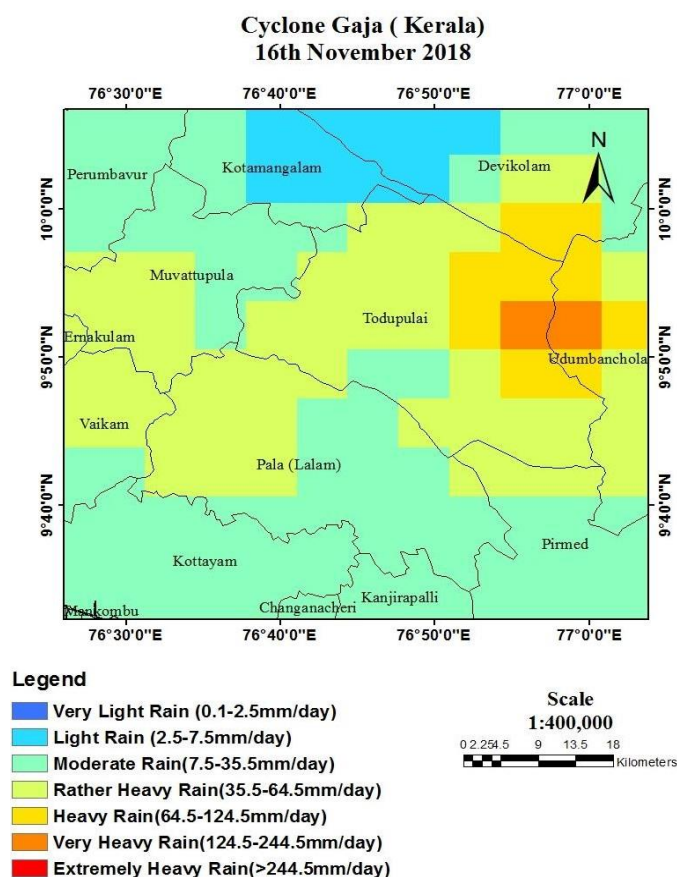 Cyclone Gaja ( Kerala)
16th November 2018
76°30'0"E 76°40'0"E 76°50'0"E 77°0'0"E
N
Perumbavur
Kotamangalam
Devikolam
10°0'0"N 10°0'0"N
Muvattupula
Ernakulam
Todupulai
9°50'0"N 9°50'0"N
Udumbanchola
Vaikam
Pala (Lalam)
9°40'0"N 9°40'0"N
Pirmed
Kottayam
Kanjirapalli
Mankombu
Changanacheri
76°30'0"E 76°40'0"E 76°50'0"E 77°0'0"E
Legend
Very Light Rain (0.1-2.5mm/day)
Light Rain (2.5-7.5mm/day)
Moderate Rain(7.5-35.5mm/day)
Rather Heavy Rain(35.5-64.5mm/day)
Heavy Rain(64.5-124.5mm/day)
Very Heavy Rain(124.5-244.5mm/day)
Extremely Heavy Rain(>244.5mm/day)
Scale
1:400,000
0 2.25 4.5 9 13.5 18
Kilometers